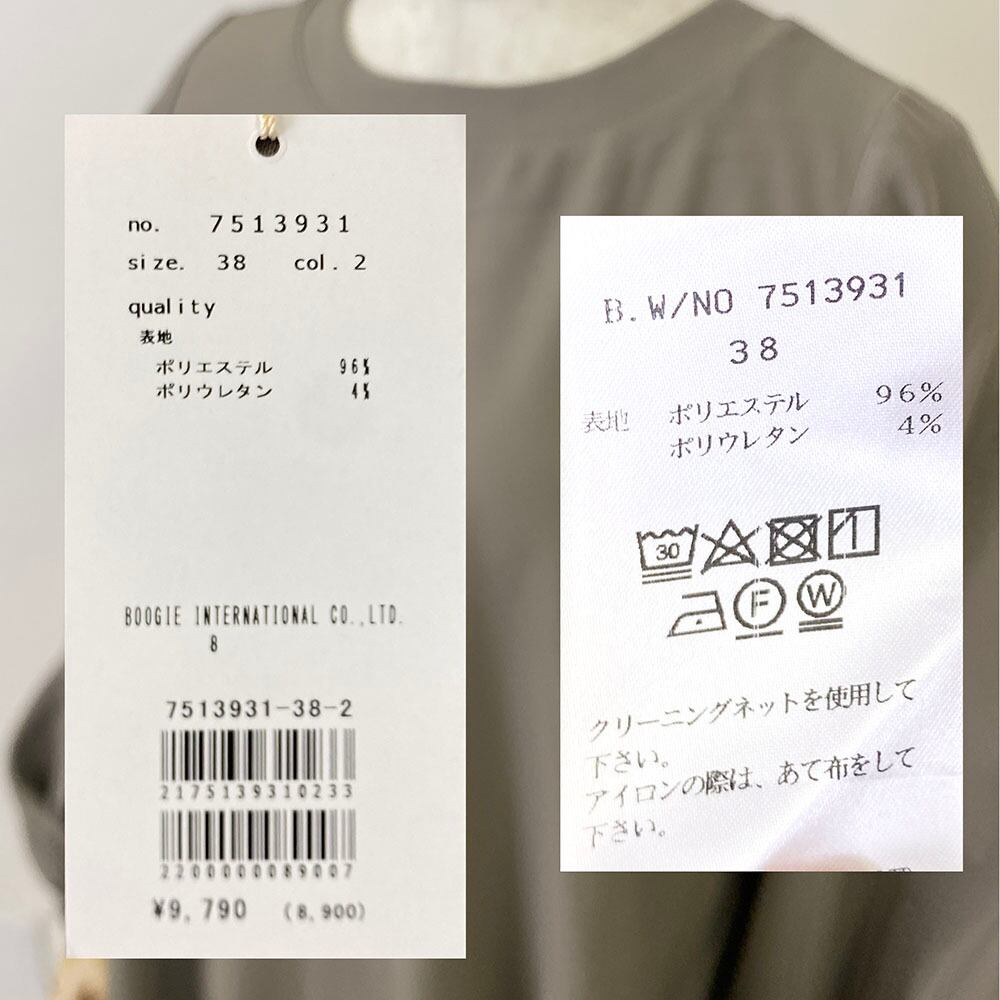 no. 7513931
size. 38 col. 2
quality
表地
ポリエステル 96%
ポリウレタン 4%
BOOGIE INTERNATIONAL CO.,LTD.
8
7513931-38-2
2175139310233
2200000089007
¥9,790 (8,900)
B.W/NO 7513931
38
表地 ポリエステル 96%
ポリウレタン 4%
30
F W
クリーニングネットを使用して
下さい。
アイロンの際は、あて布をして
下さい。